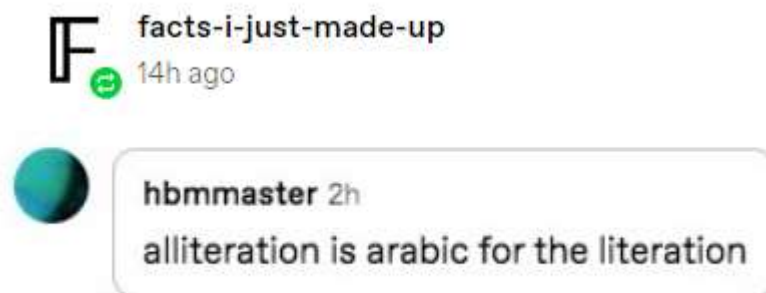 facts-i-just-made-up
14h ago
hbmmaster 2h
alliteration is arabic for the literation